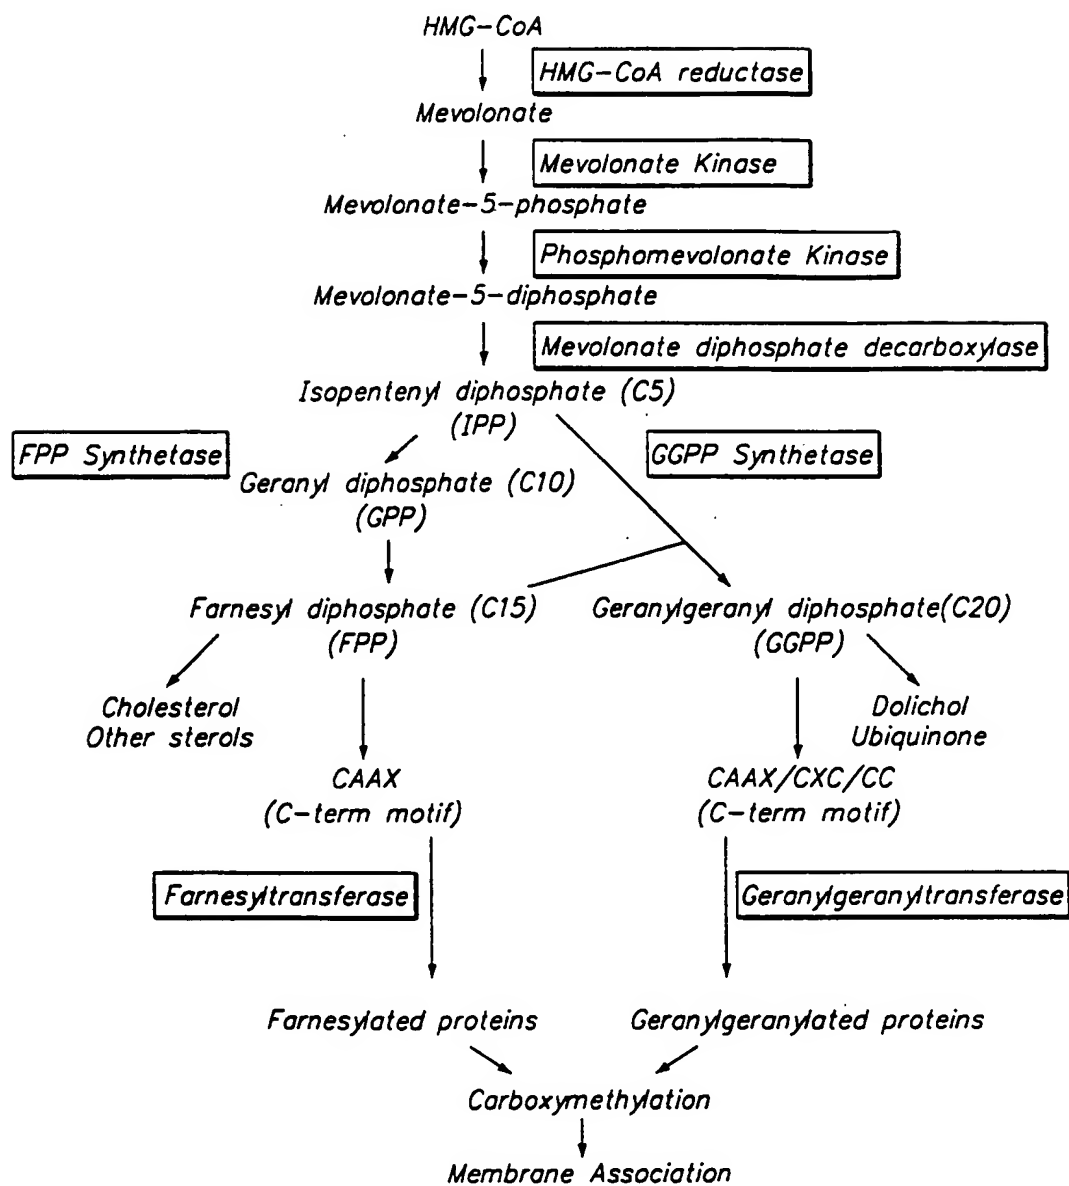 HMG-CoA
HMG-CoA reductase
Mevolonate
Mevolonate Kinase
Mevolonate-5-phosphate
Phosphomevolonate Kinase
Mevolonate-5-diphosphate
Mevolonate diphosphate decarboxylase
Isopentenyl diphosphate (C5)
(IPP)
FPP Synthetase
GGPP Synthetase
Geranyl diphosphate (C10)
(GPP)
Farnesyl diphosphate (C15)
(FPP)
Geranylgeranyl diphosphate(C20)
(GGPP)
Cholesterol
Other sterols
Dolichol
Ubiquinone
CAAX
(C-term motif)
CAAX/CXC/CC
(C-term motif)
Farnesyltransferase
Geranylgeranyltransferase
Farnesylated proteins
Geranylgeranylated proteins
Carboxymethylation
Membrane Association